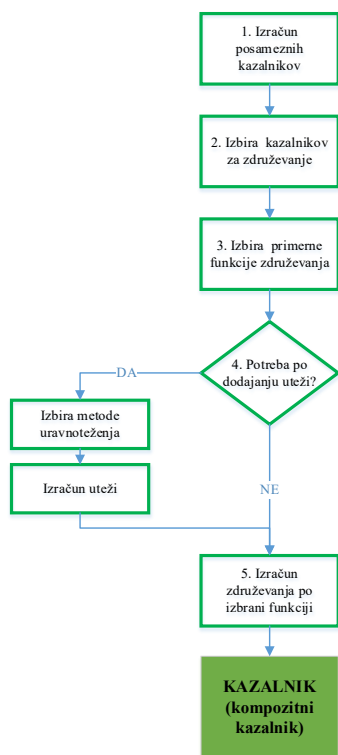 1. Izračun
posameznih
kazalnikov
2. Izbira kazalnikov
za združevanje
3. Izbira primerne
funkcije združevanja
4. Potreba po
dodajanju uteži?
DA
Izbira metode
uravnoteženja
Izračun uteži
NE
5. Izračun
združevanja po
izbrani funkciji
KAZALNIK
(kompozitni
kazalnik)